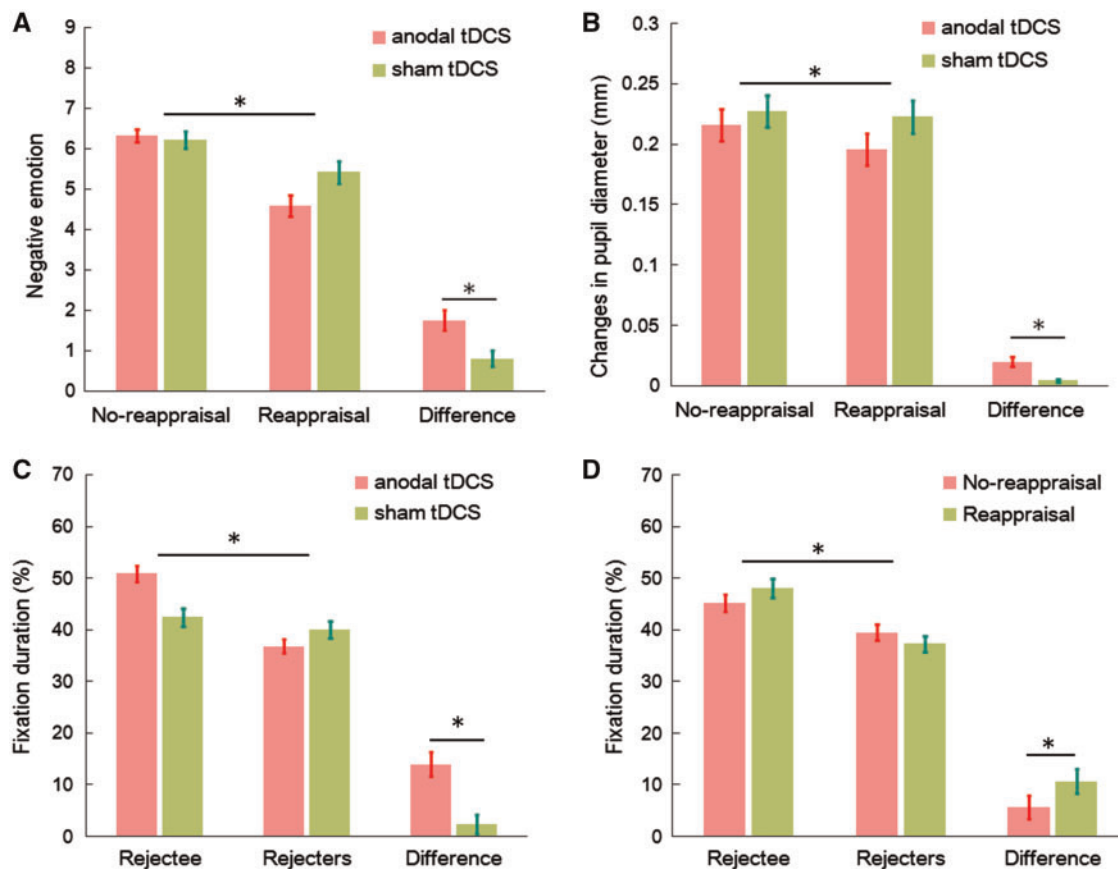 A
anodal tDCS
sham tDCS
Negative emotion
9
8
7
6
5
4
3
2
1
0
*
*
No-reappraisal Reappraisal Difference
B
anodal tDCS
sham tDCS
Changes in pupil diameter (mm)
0.3
0.25
0.2
0.15
0.1
0.05
0
*
*
No-reappraisal Reappraisal Difference
C
anodal tDCS
sham tDCS
Fixation duration (%)
70
60
50
40
30
20
10
0
*
*
Rejectee Rejecters Difference
D
No-reappraisal
Reappraisal
Fixation duration (%)
70
60
50
40
30
20
10
0
*
*
Rejectee Rejecters Difference